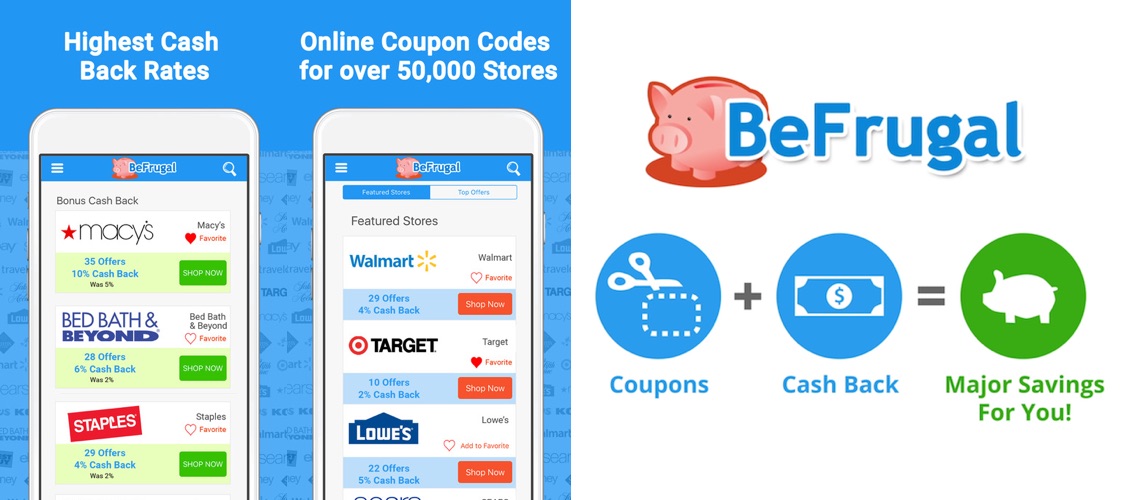 Highest Cash
Back Rates
BeFrugal
Bonus Cash Back
macy's
Macy's
Favorite
35 Offers
10% Cash Back
Was 5%
SHOP NOW
BED BATH &
BEYOND
Bed Bath
& Beyond
Favorite
28 Offers
6% Cash Back
Was 2%
SHOP NOW
STAPLES
Staples
Favorite
29 Offers
4% Cash Back
Was 2%
SHOP NOW
Online Coupon Codes
for over 50,000 Stores
BeFrugal
Featured Stores
Top Offers
Featured Stores
Walmart
Walmart
Favorite
29 Offers
4% Cash Back
Shop Now
TARGET
Target
Favorite
10 Offers
2% Cash Back
Shop Now
LOWE'S
Lowe's
Add to Favorite
22 Offers
5% Cash Back
Shop Now
BeFrugal
$
+
=
Coupons
Cash Back
Major Savings
For You!